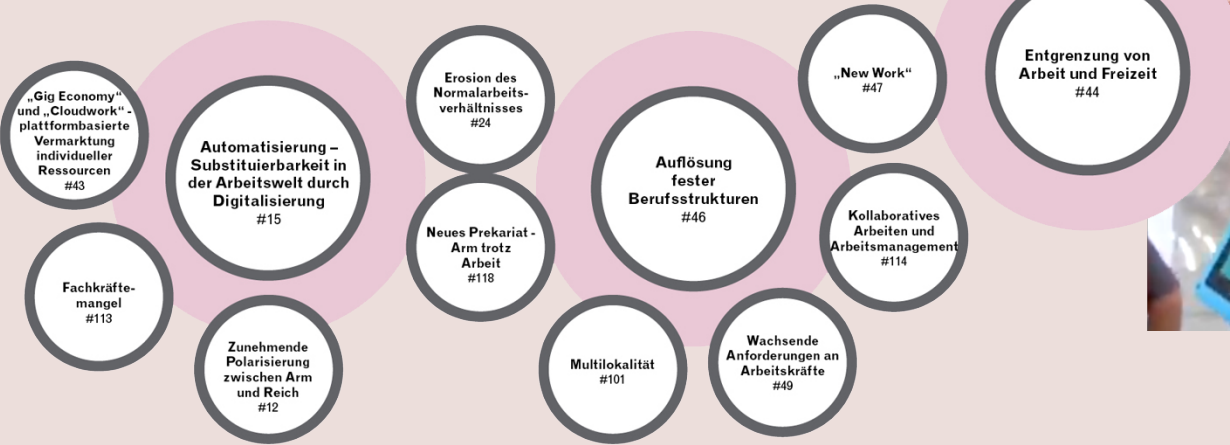 „Gig Economy“
und „Cloudwork“ -
plattformbasierte
Vermarktung
individueller
Ressourcen
#43
Fachkräfte-
mangel
#113
Automatisierung –
Substituierbarkeit in
der Arbeitswelt durch
Digitalisierung
#15
Zunehmende
Polarisierung
zwischen Arm
und Reich
#12
Erosion des
Normalarbeits-
verhältnisses
#24
Neues Prekariat -
Arm trotz
Arbeit
#118
Auflösung
fester
Berufsstrukturen
#46
Multilokalität
#101
Wachsende
Anforderungen an
Arbeitskräfte
#49
„New Work“
#47
Kollaboratives
Arbeiten und
Arbeitsmanagement
#114
Entgrenzung von
Arbeit und Freizeit
#44